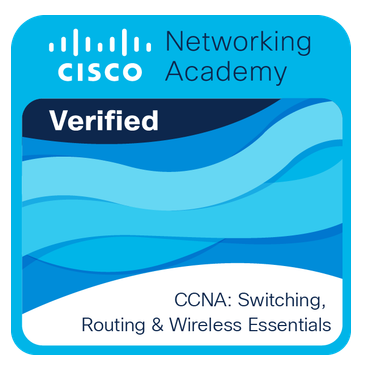 Networking
CISCO Academy
Verified
CCNA: Switching,
Routing & Wireless Essentials